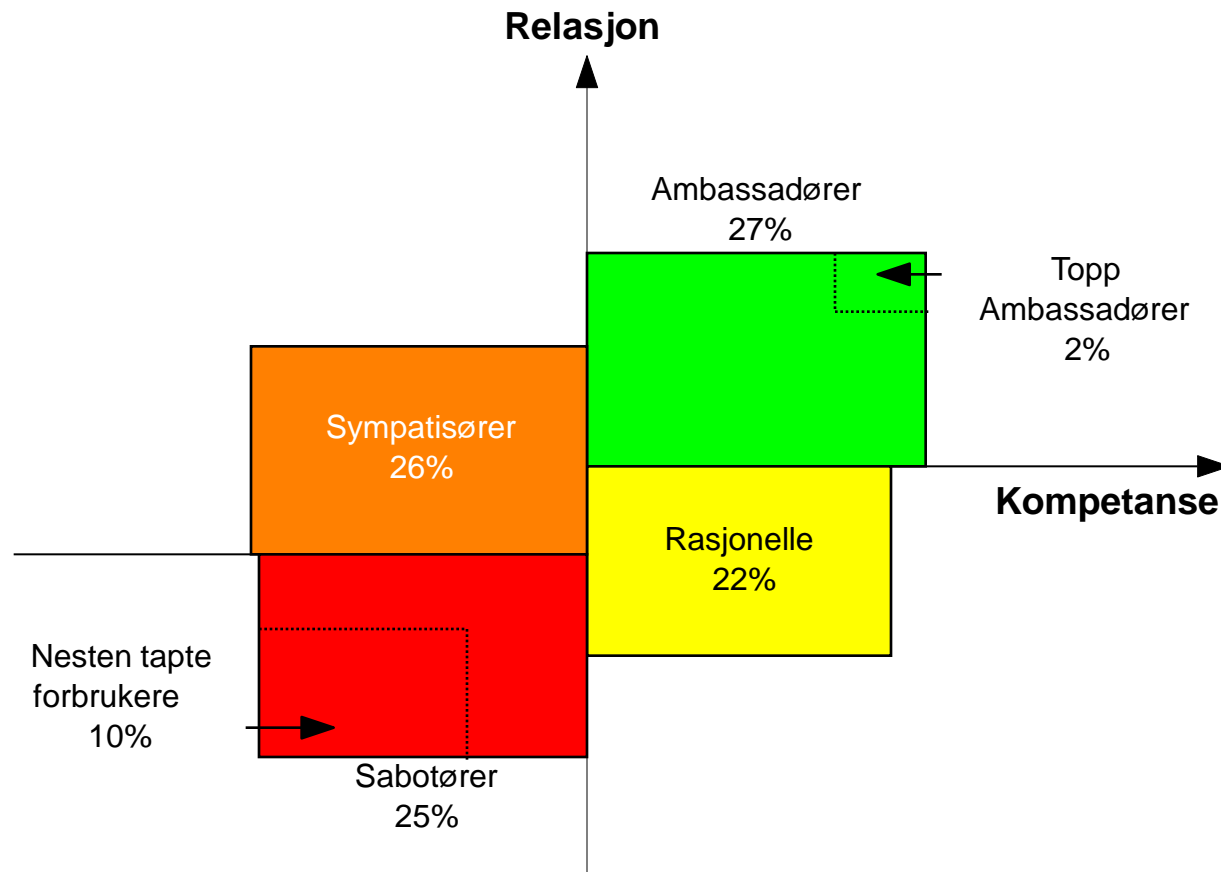 Relasjon
Ambassadører
27%
Topp
Ambassadører
2%
Sympatisører
26%
Kompetanse
Rasjonelle
22%
Nesten tapte
forbrukere
10%
Sabotører
25%